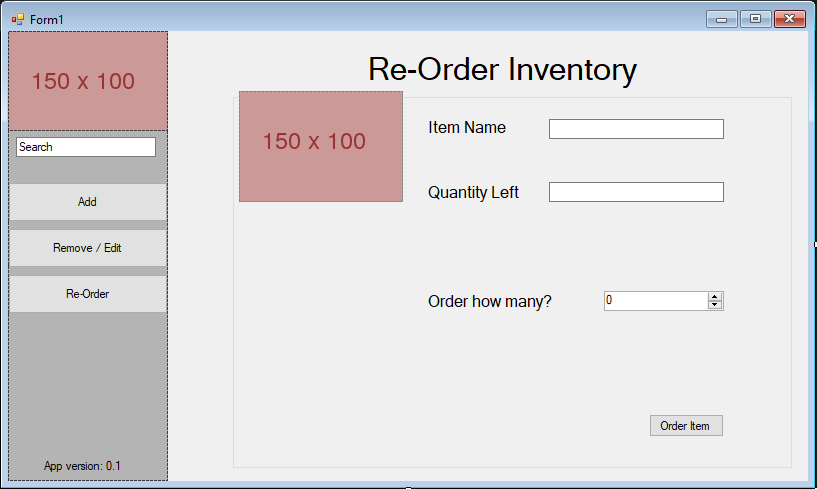 Form1
150 x 100
Search
Add
Remove / Edit
Re-Order
App version: 0.1
Re-Order Inventory
150 x 100
Item Name
Quantity Left
Order how many?
0
Order Item